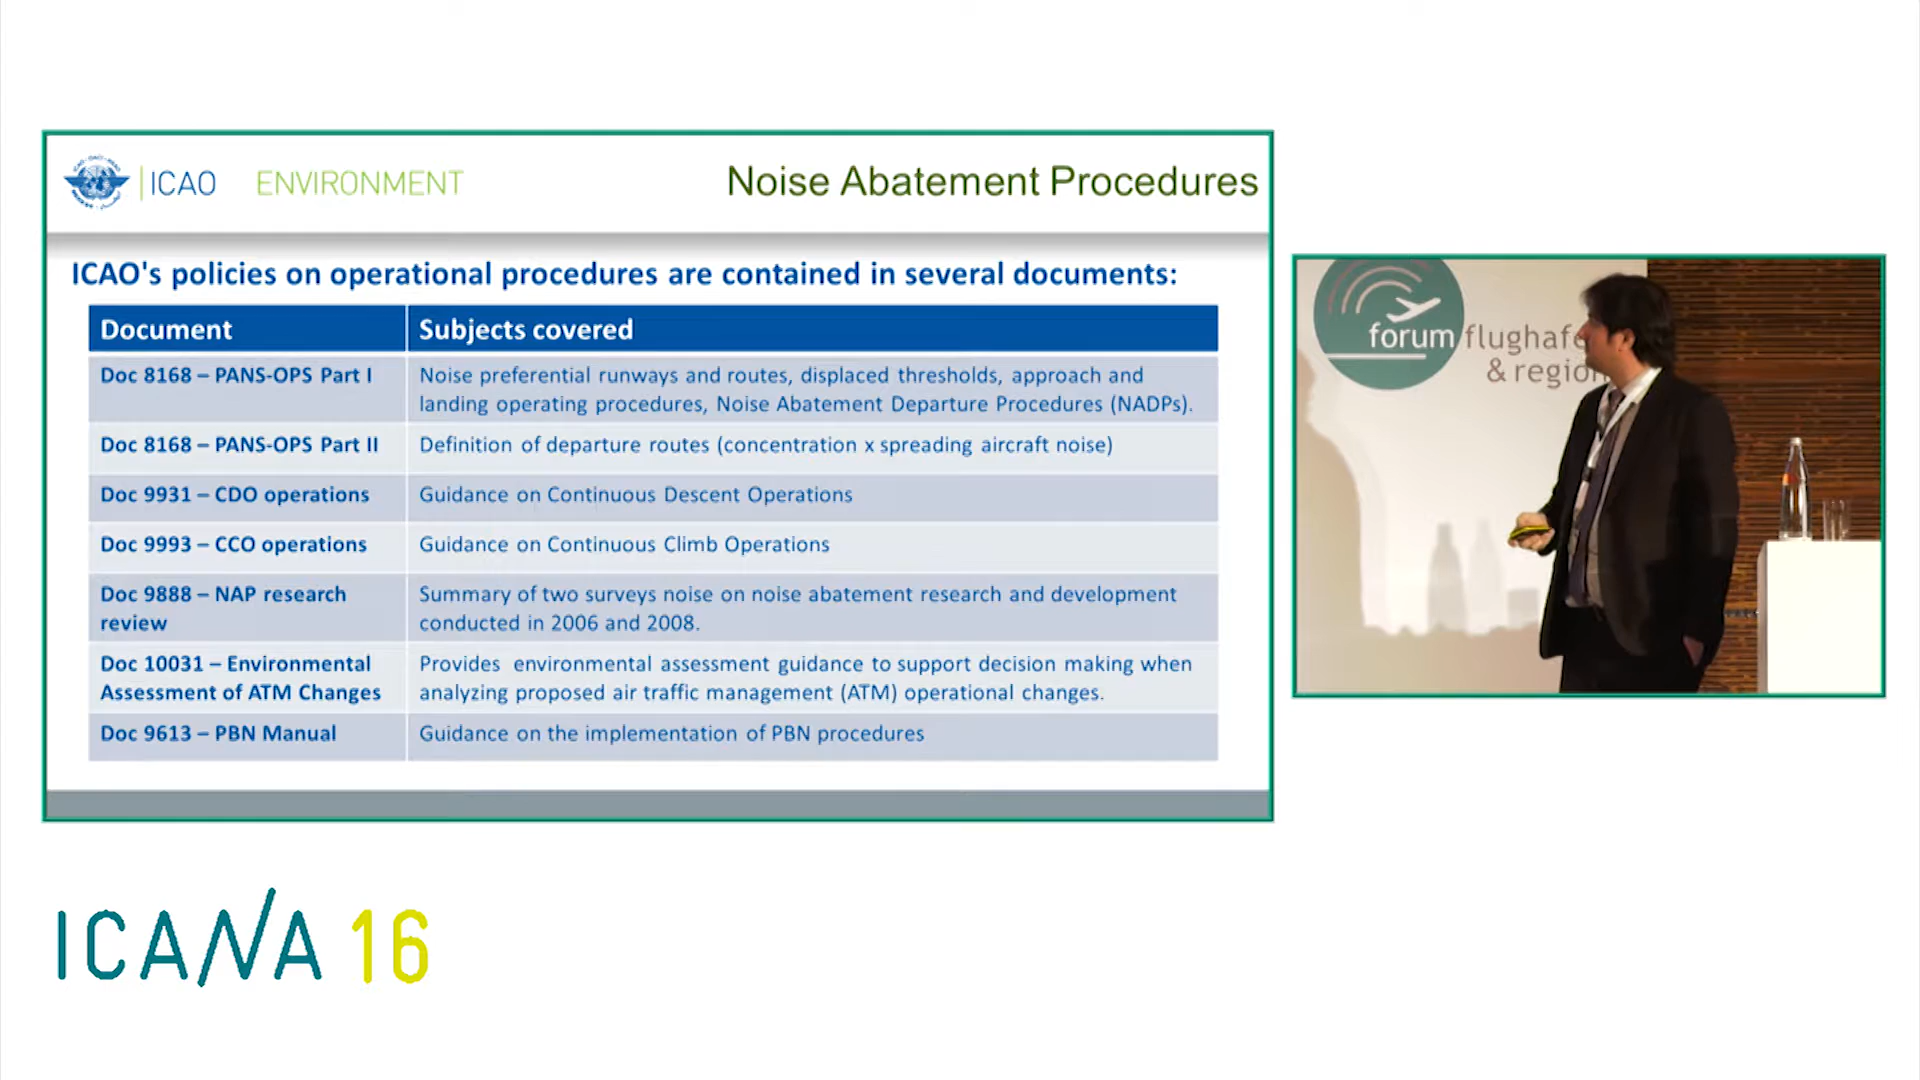 ICAO ENVIRONMENT
Noise Abatement Procedures
ICAO's policies on operational procedures are contained in several documents:
Document
Subjects covered
Doc 8168 – PANS-OPS Part I
Noise preferential runways and routes, displaced thresholds, approach and
landing operating procedures, Noise Abatement Departure Procedures (NADPs).
Doc 8168 – PANS-OPS Part II
Definition of departure routes (concentration x spreading aircraft noise)
Doc 9931 – CDO operations
Guidance on Continuous Descent Operations
Doc 9993 – CCO operations
Guidance on Continuous Climb Operations
Doc 9888 – NAP research
review
Summary of two surveys noise on noise abatement research and development
conducted in 2006 and 2008.
Doc 10031 – Environmental
Assessment of ATM Changes
Provides environmental assessment guidance to support decision making when
analyzing proposed air traffic management (ATM) operational changes.
Doc 9613 – PBN Manual
Guidance on the implementation of PBN procedures
forum flughafe
& region
ICANA 16